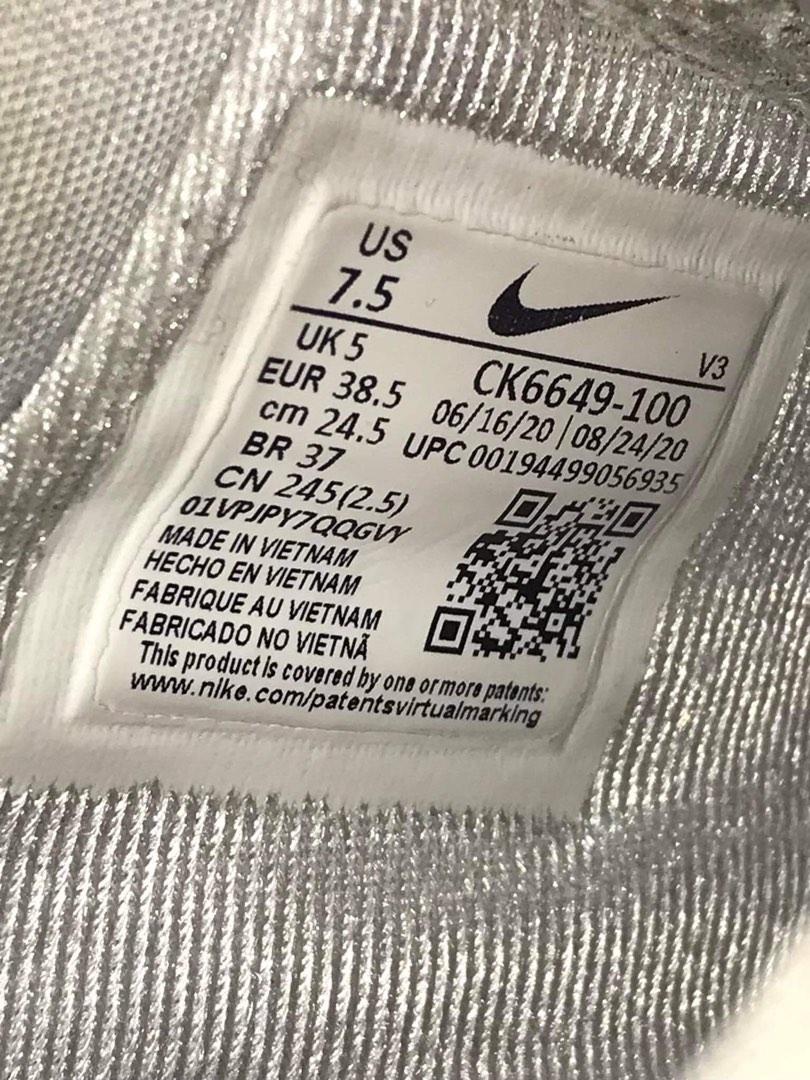 US
7.5
V3
UK 5
CK6649-100
EUR 38.5
06/16/20 | 08/24/20
cm 24.5
UPC 00194499056935
BR 37
CN 245(2.5)
01VPJPY7QQGVY
MADE IN VIETNAM
HECHO EN VIETNAM
FABRIQUE AU VIETNAM
FABRICADO NO VIETNÃ
This product is covered by one or more patents:
www.nike.com/patentsvirtualmarking